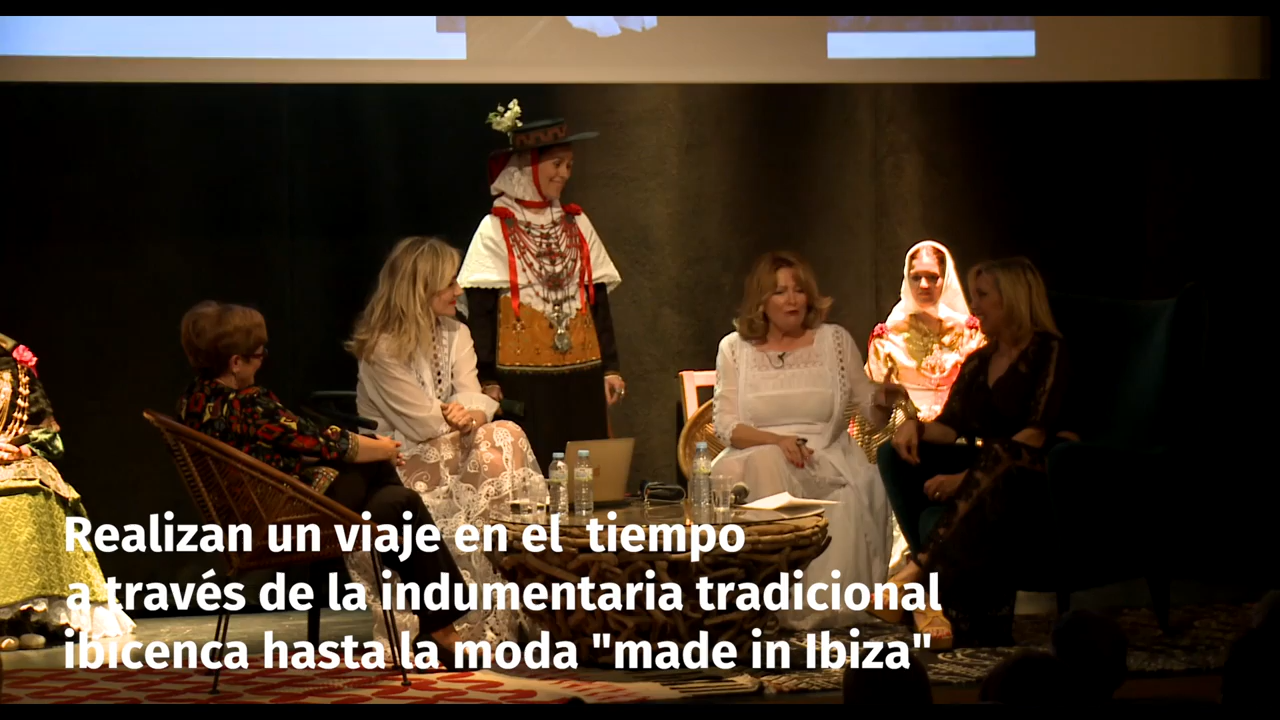 Realizan un viaje en el tiempo
a través de la indumentaria tradicional
ibicenca hasta la moda "made in Ibiza"